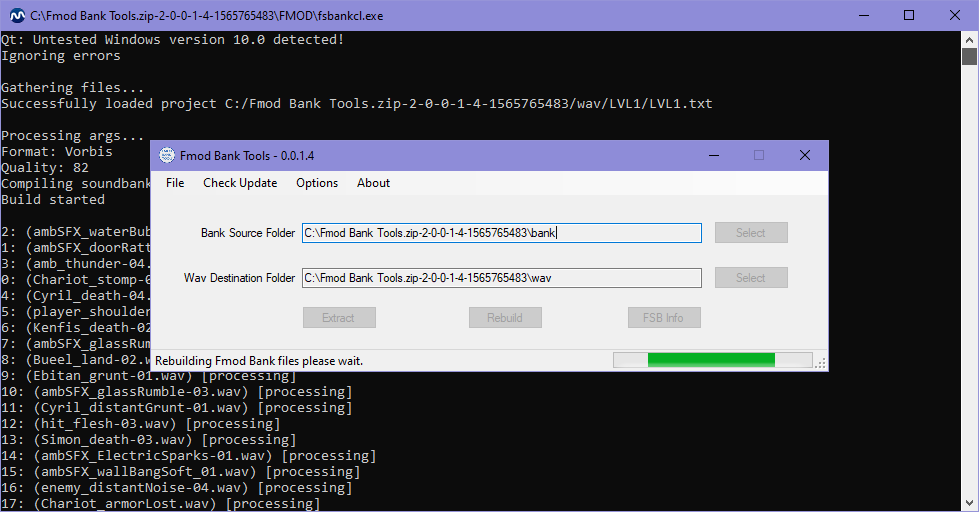 C:\Fmod Bank Tools.zip-2-0-0-1-4-1565765483\FMOD\fsbankcl.exe
Qt: Untested Windows version 10.0 detected!
Ignoring errors
Gathering files...
Successfully loaded project C:/Fmod Bank Tools.zip-2-0-0-1-4-1565765483/wav/LVL1/LVL1.txt
Processing args...
Format: Vorbis
Quality: 82
Compiling soundbank
Build started
Fmod Bank Tools - 0.0.1.4
File Check Update Options About
Bank Source Folder C:\Fmod Bank Tools.zip-2-0-0-1-4-1565765483\bank Select
Wav Destination Folder C:\Fmod Bank Tools.zip-2-0-0-1-4-1565765483\wav Select
Extract Rebuild FSB Info
Rebuilding Fmod Bank files please wait.
2: (ambSFX_waterBub
1: (ambSFX_doorRatt
3: (amb_thunder-04.
0: (Chariot_stomp-0
4: (Cyril_death-04.
5: (player_shoulder
6: (Kenfis_death-02
7: (ambSFX_glassRum
8: (Bueel_land-02.w
9: (Ebitan_grunt-01.wav) [processing]
10: (ambSFX_glassRumble-03.wav) [processing]
11: (Cyril_distantGrunt-01.wav) [processing]
12: (hit_flesh-03.wav) [processing]
13: (Simon_death-03.wav) [processing]
14: (ambSFX_ElectricSparks-01.wav) [processing]
15: (ambSFX_wallBangSoft_01.wav) [processing]
16: (enemy_distantNoise-04.wav) [processing]
17: (Chariot_armorLost.wav) [processing]